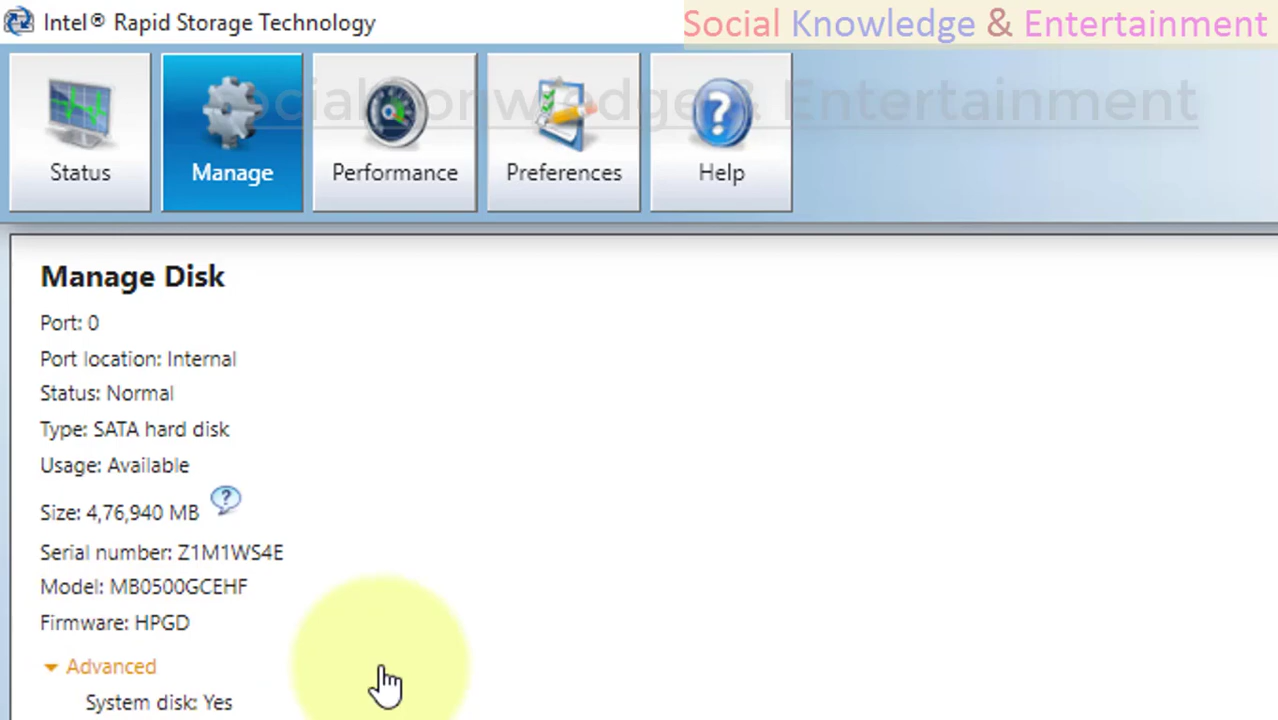 Intel® Rapid Storage Technology
Social Knowledge & Entertainment
Status
Manage
Performance
Preferences
Help
Manage Disk
Port: 0
Port location: Internal
Status: Normal
Type: SATA hard disk
Usage: Available
Size: 4,76,940 MB
Serial number: Z1M1WS4E
Model: MB0500GCEHF
Firmware: HPGD
Advanced
System disk: Yes